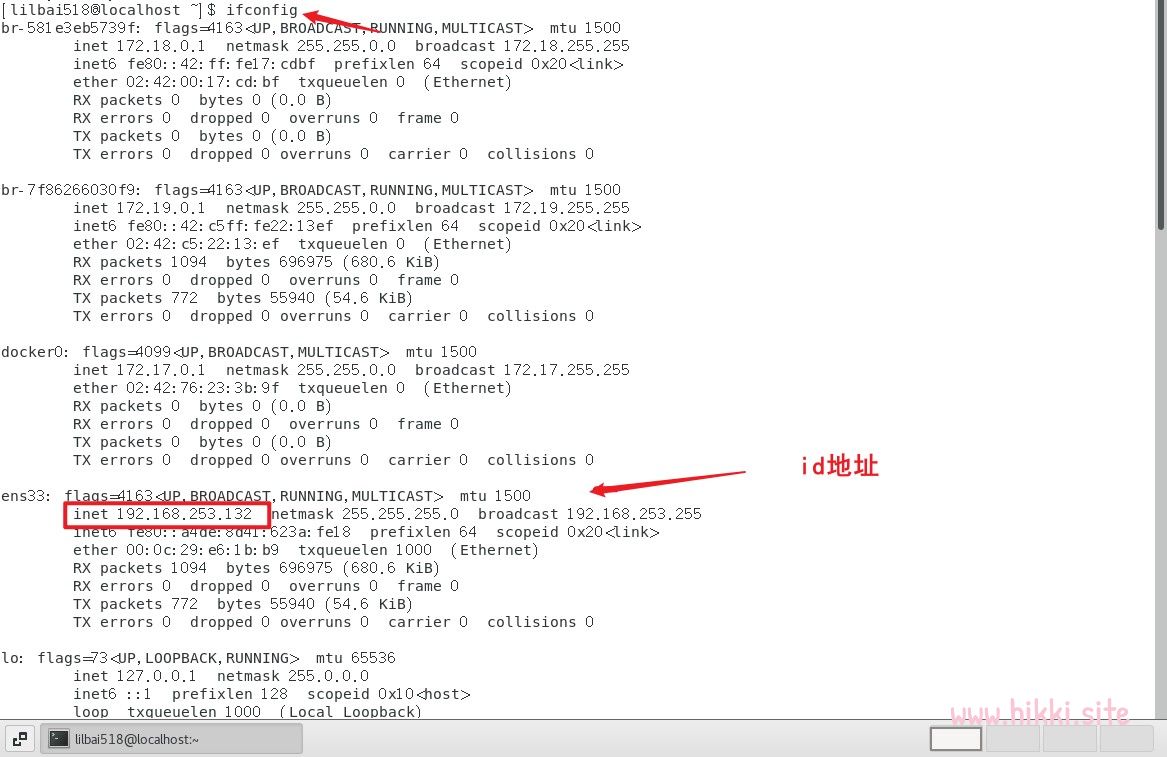 [lilbai518@localhost ~]$ ifconfig
br-581e3eb5739f: flags=4163<UP,BROADCAST,RUNNING,MULTICAST>  mtu 1500
        inet 172.18.0.1  netmask 255.255.0.0  broadcast 172.18.255.255
        inet6 fe80::42:ff:fe17:cdbf  prefixlen 64  scopeid 0x20<link>
        ether 02:42:00:17:cd:bf  txqueuelen 0  (Ethernet)
        RX packets 0  bytes 0 (0.0 B)
        RX errors 0  dropped 0  overruns 0  frame 0
        TX packets 0  bytes 0 (0.0 B)
        TX errors 0  dropped 0 overruns 0  carrier 0  collisions 0
br-7f86266030f9: flags=4163<UP,BROADCAST,RUNNING,MULTICAST>  mtu 1500
        inet 172.19.0.1  netmask 255.255.0.0  broadcast 172.19.255.255
        inet6 fe80::42:c5ff:fe22:13ef  prefixlen 64  scopeid 0x20<link>
        ether 02:42:c5:22:13:ef  txqueuelen 0  (Ethernet)
        RX packets 1094  bytes 696975 (680.6 KiB)
        RX errors 0  dropped 0  overruns 0  frame 0
        TX packets 772  bytes 55940 (54.6 KiB)
        TX errors 0  dropped 0 overruns 0  carrier 0  collisions 0
docker0: flags=4099<UP,BROADCAST,MULTICAST>  mtu 1500
        inet 172.17.0.1  netmask 255.255.0.0  broadcast 172.17.255.255
        ether 02:42:76:23:3b:9f  txqueuelen 0  (Ethernet)
        RX packets 0  bytes 0 (0.0 B)
        RX errors 0  dropped 0  overruns 0  frame 0
        TX packets 0  bytes 0 (0.0 B)
        TX errors 0  dropped 0 overruns 0  carrier 0  collisions 0
id地址
ens33: flags=4163<UP,BROADCAST,RUNNING,MULTICAST>  mtu 1500
        inet 192.168.253.132  netmask 255.255.255.0  broadcast 192.168.253.255
        inet6 fe80::a4de:8d41:623a:fe18  prefixlen 64  scopeid 0x20<link>
        ether 00:0c:29:e6:1b:b9  txqueuelen 1000  (Ethernet)
        RX packets 1094  bytes 696975 (680.6 KiB)
        RX errors 0  dropped 0  overruns 0  frame 0
        TX packets 772  bytes 55940 (54.6 KiB)
        TX errors 0  dropped 0 overruns 0  carrier 0  collisions 0
lo: flags=73<UP,LOOPBACK,RUNNING>  mtu 65536
        inet 127.0.0.1  netmask 255.0.0.0
        inet6 ::1  prefixlen 128  scopeid 0x10<host>
        loop  txqueuelen 1000  (Local Loopback)
www.hikki.site
lilbai518@localhost:~